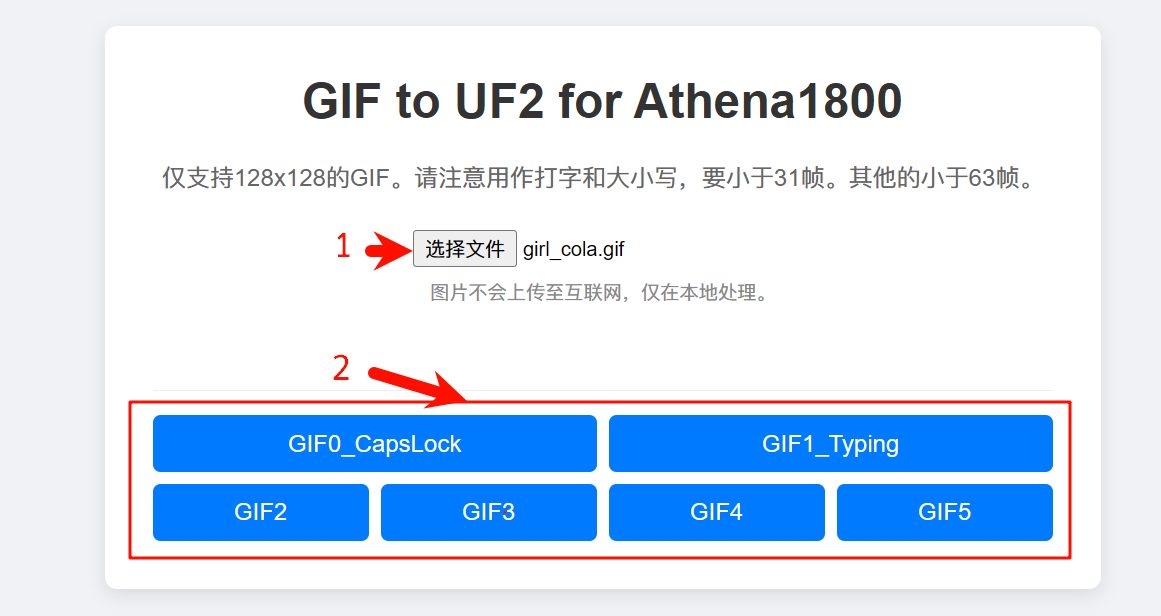 GIF to UF2 for Athena1800
仅支持128x128的GIF。请注意用作打字和大小写，要小于31帧。其他的小于63帧。
1 选择文件 girl_cola.gif
图片不会上传至互联网，仅在本地处理。
2
GIF0_CapsLock GIF1_Typing
GIF2 GIF3 GIF4 GIF5